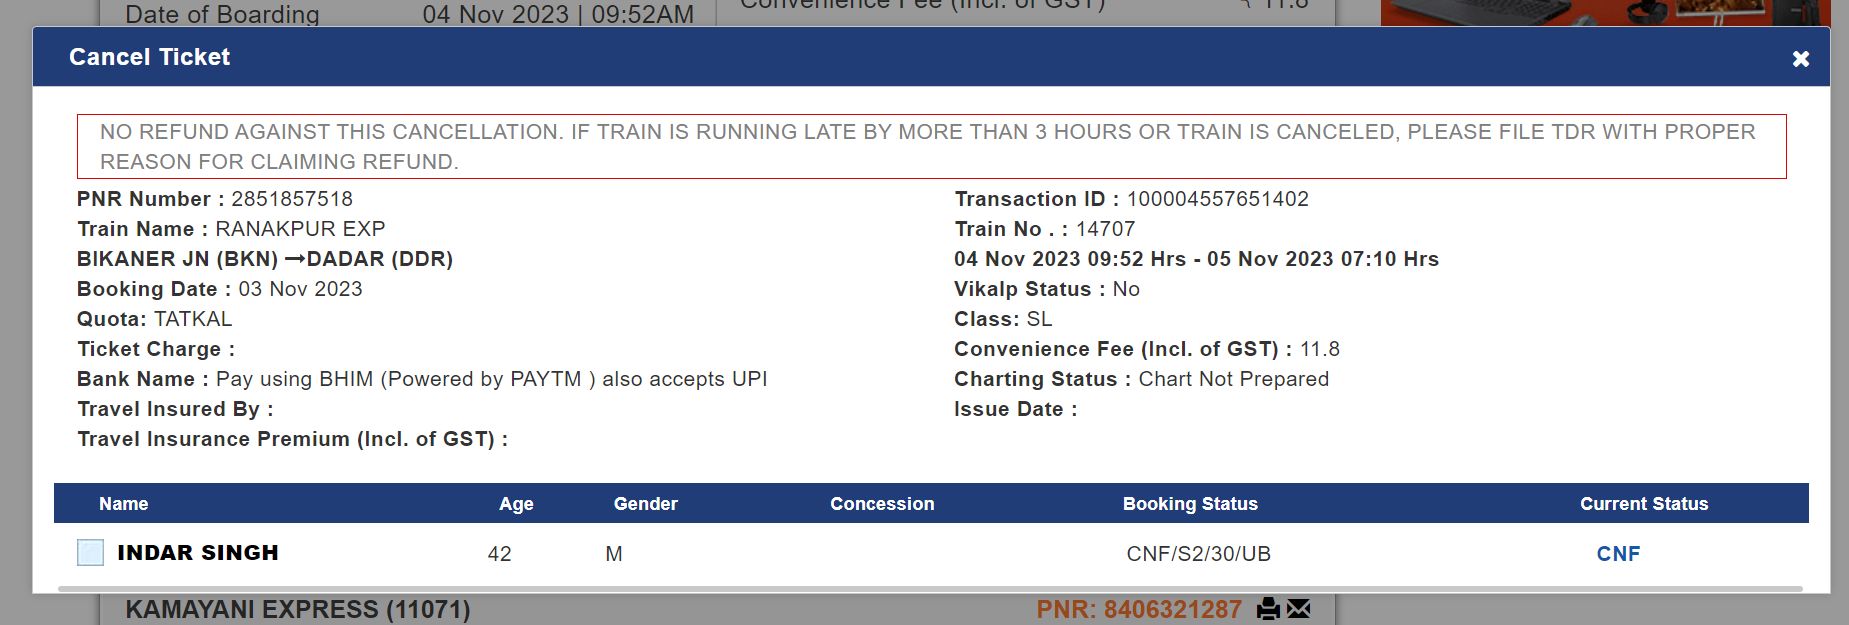 Date of Boarding 04 Nov 2023 | 09:52AM Convenience Fee (Incl. of GST) 11.8
Cancel Ticket
NO REFUND AGAINST THIS CANCELLATION. IF TRAIN IS RUNNING LATE BY MORE THAN 3 HOURS OR TRAIN IS CANCELED, PLEASE FILE TDR WITH PROPER
REASON FOR CLAIMING REFUND.
PNR Number : 2851857518 Transaction ID : 100004557651402
Train Name : RANAKPUR EXP Train No . : 14707
BIKANER JN (BKN) →DADAR (DDR) 04 Nov 2023 09:52 Hrs - 05 Nov 2023 07:10 Hrs
Booking Date : 03 Nov 2023 Vikalp Status : No
Quota: TATKAL Class: SL
Ticket Charge : Convenience Fee (Incl. of GST) : 11.8
Bank Name : Pay using BHIM (Powered by PAYTM ) also accepts UPI Charting Status : Chart Not Prepared
Travel Insured By : Issue Date :
Travel Insurance Premium (Incl. of GST) :
Name Age Gender Concession Booking Status Current Status
INDAR SINGH 42 M CNF/S2/30/UB CNF
KAMAYANI EXPRESS (11071) PNR: 8406321287